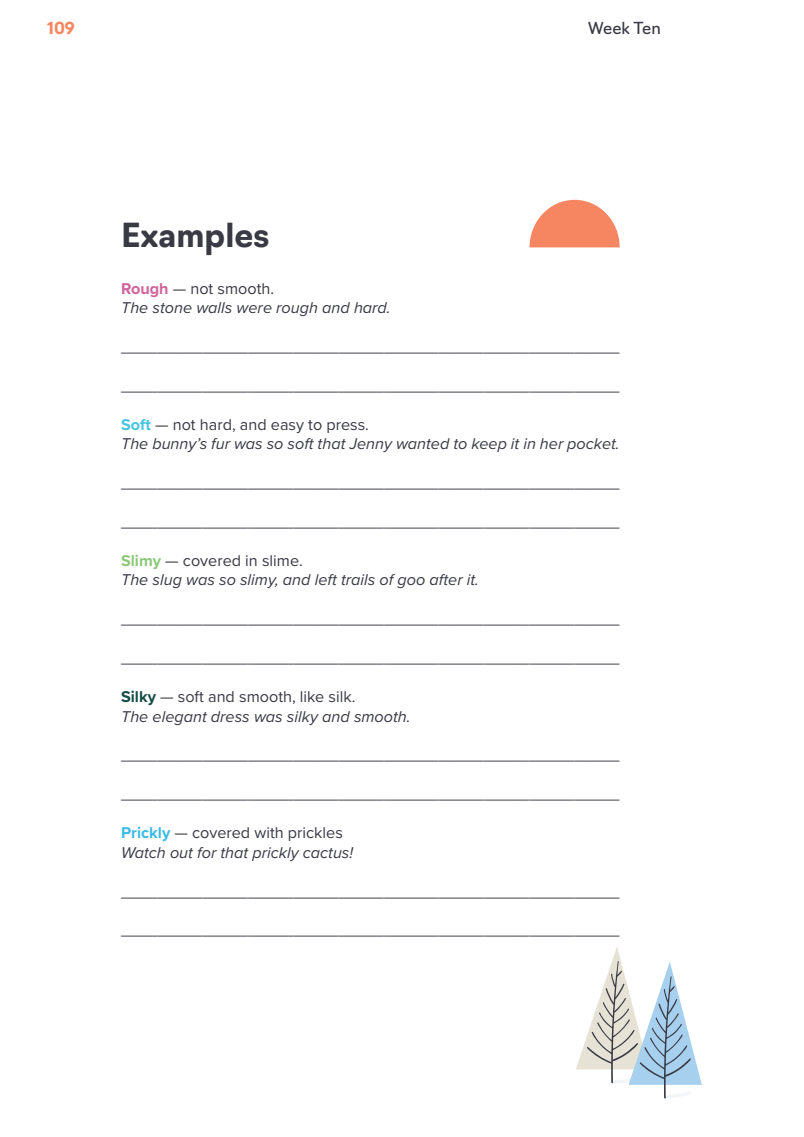 109
Week Ten
Examples
Rough — not smooth.
The stone walls were rough and hard.
Soft — not hard, and easy to press.
The bunny’s fur was so soft that Jenny wanted to keep it in her pocket.
Slimy — covered in slime.
The slug was so slimy, and left trails of goo after it.
Silky — soft and smooth, like silk.
The elegant dress was silky and smooth.
Prickly — covered with prickles
Watch out for that prickly cactus!